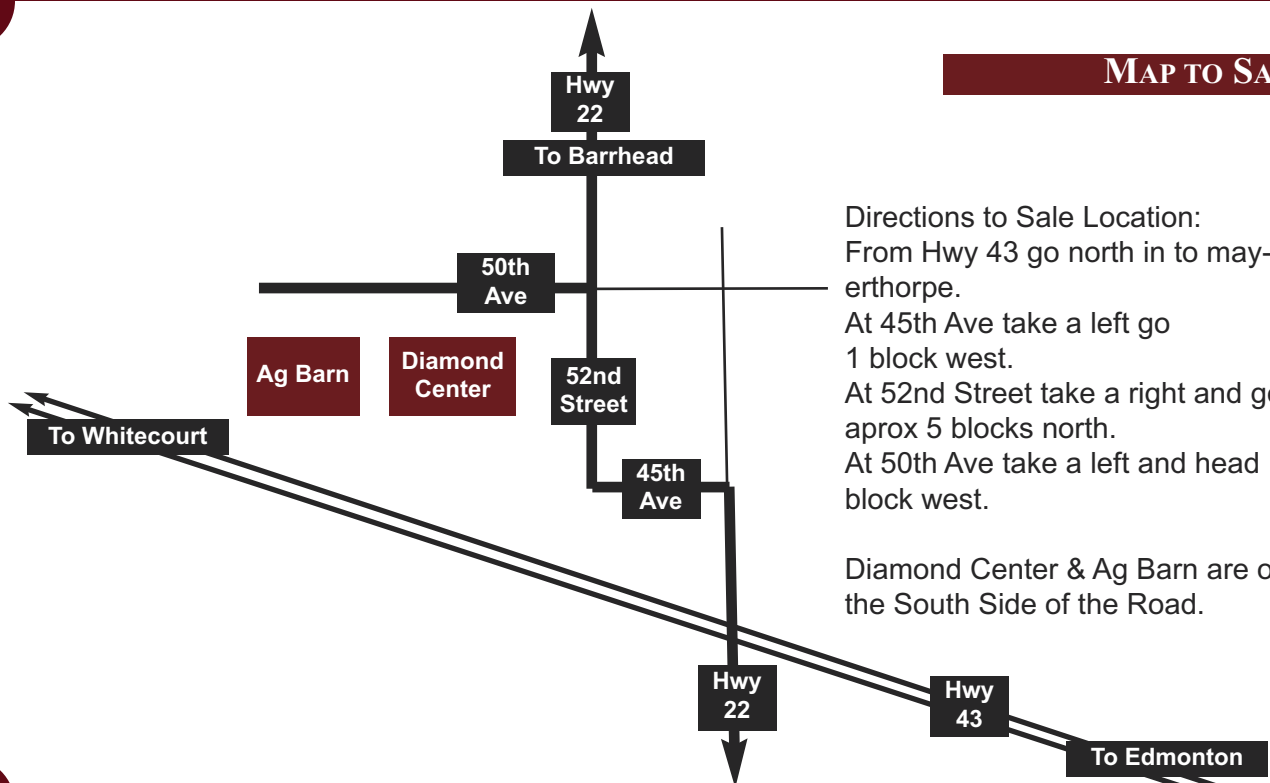 MAP TO SA
Hwy
22
To Barrhead
50th
Ave
Ag Barn
Diamond
Center
52nd
Street
To Whitecourt
45th
Ave
Hwy
22
Hwy
43
To Edmonton
Directions to Sale Location:
From Hwy 43 go north in to may-
erthorpe.
At 45th Ave take a left go
1 block west.
At 52nd Street take a right and go
aprox 5 blocks north.
At 50th Ave take a left and head
block west.
Diamond Center & Ag Barn are o
the South Side of the Road.